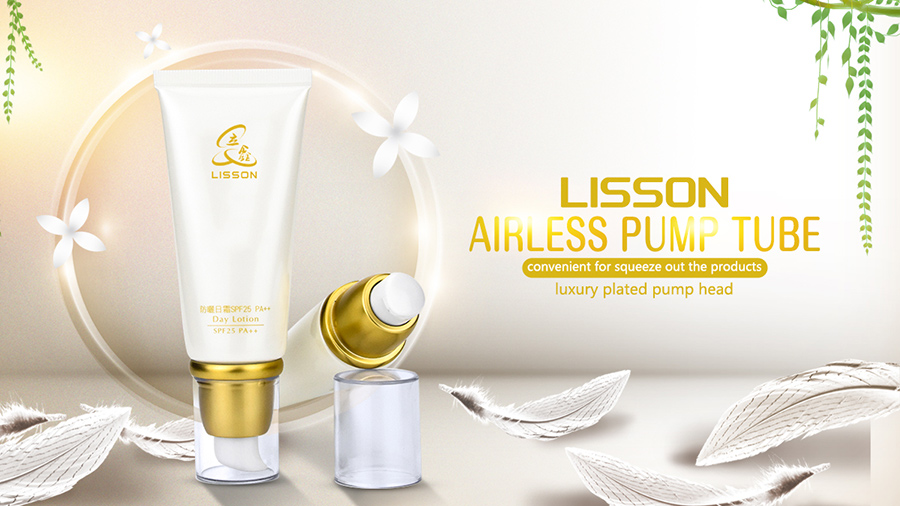 LISSON
防曬日霜SPF25 PA++
Day Lotion
SPF25 PA++
LISSON
AIRLESS PUMP TUBE
convenient for squeeze out the products
luxury plated pump head